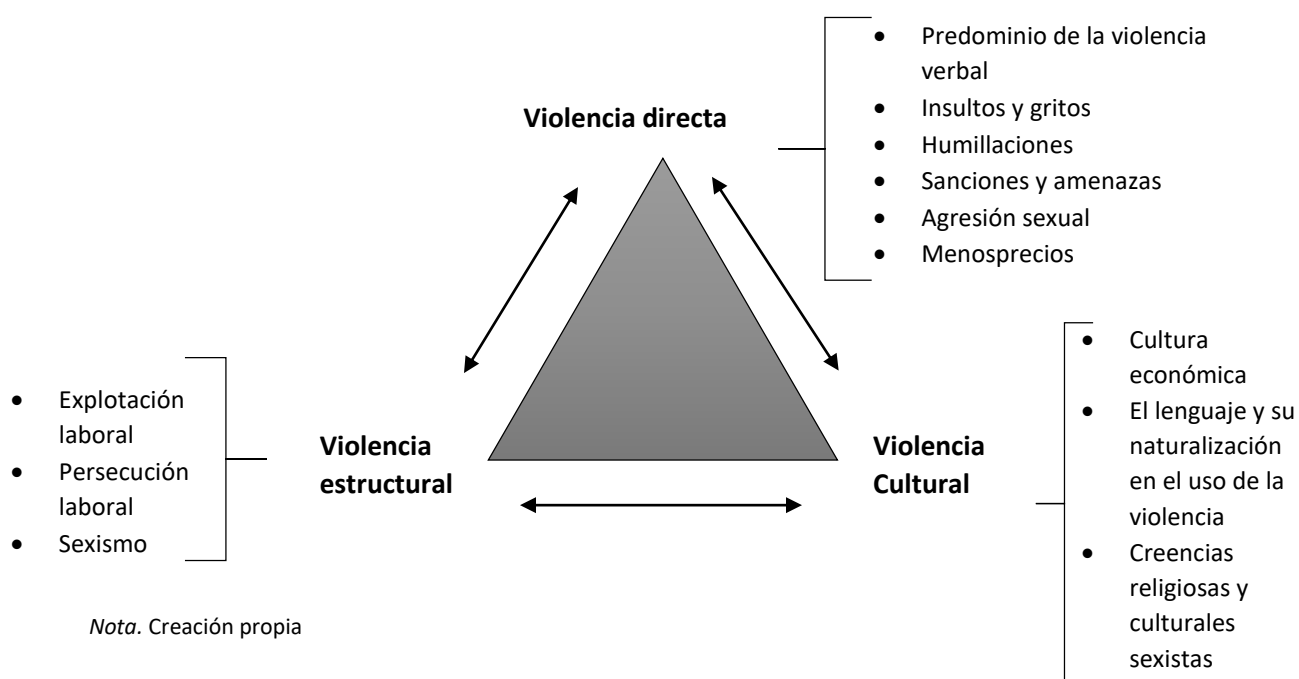 • Predominio de la violencia
verbal
• Insultos y gritos
• Humillaciones
• Sanciones y amenazas
• Agresión sexual
• Menosprecios
Violencia directa
• Explotación
laboral
• Persecución
laboral
• Sexismo
Violencia
estructural
Violencia
Cultural
• Cultura
económica
• El lenguaje y su
naturalización
en el uso de la
violencia
• Creencias
religiosas y
culturales
sexistas
Nota. Creación propia